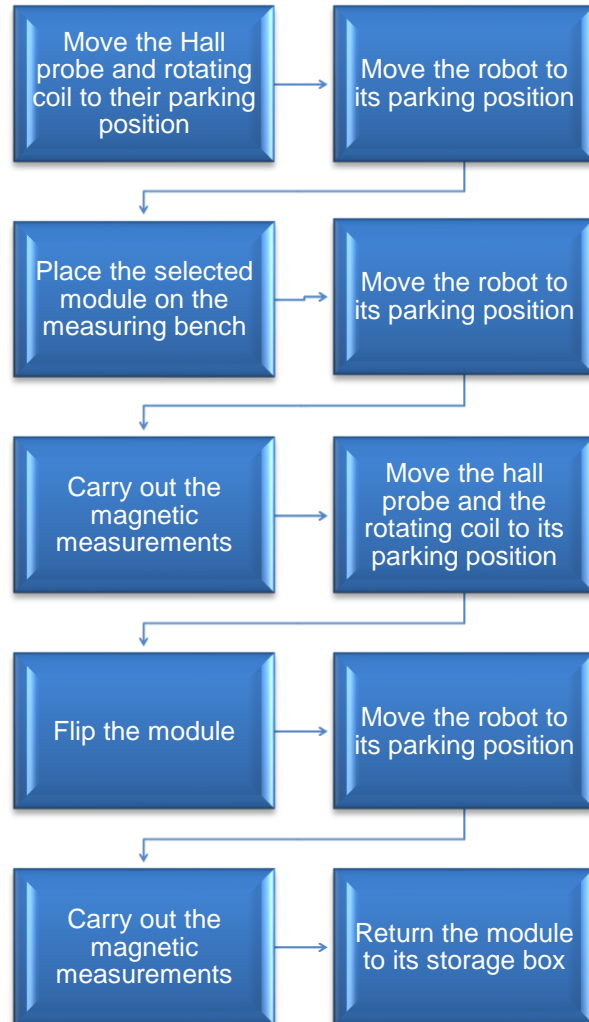 Move the Hall
probe and rotating
coil to their parking
position
Move the robot to
its parking position
Place the selected
module on the
measuring bench
Move the robot to
its parking position
Carry out the
magnetic
measurements
Move the hall
probe and the
rotating coil to its
parking position
Flip the module
Move the robot to
its parking position
Carry out the
magnetic
measurements
Return the module
to its storage box